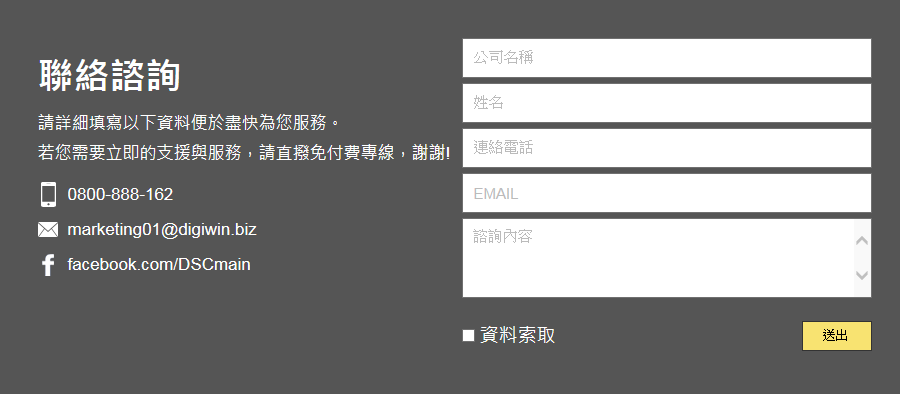 聯絡諮詢
請詳細填寫以下資料便於盡快為您服務。
若您需要立即的支援與服務，請直撥免付費專線，謝謝!
0800-888-162
marketing01@digiwin.biz
facebook.com/DSCmain
公司名稱
姓名
連絡電話
EMAIL
諮詢內容
資料索取
送出